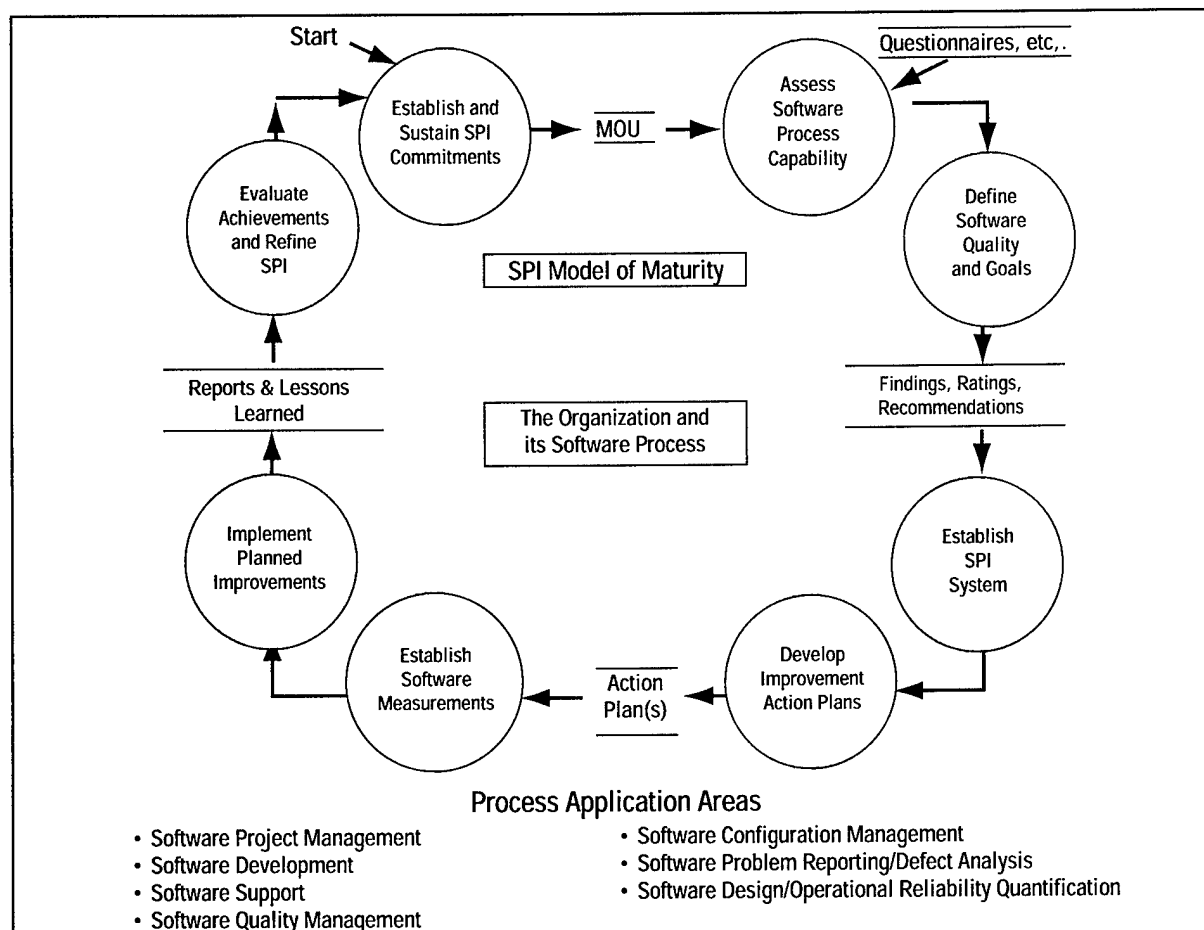 Start
Establish and
Sustain SPI
Commitments
MOU
Assess
Software
Process
Capability
Questionnaires, etc,.
Define
Software
Quality
and Goals
Findings, Ratings,
Recommendations
Establish
SPI
System
Develop
Improvement
Action Plans
Action
Plan(s)
Establish
Software
Measurements
Implement
Planned
Improvements
Reports & Lessons
Learned
Evaluate
Achievements
and Refine
SPI
SPI Model of Maturity
The Organization and
its Software Process
Process Application Areas
• Software Project Management
• Software Development
• Software Support
• Software Quality Management
• Software Configuration Management
• Software Problem Reporting/Defect Analysis
• Software Design/Operational Reliability Quantification